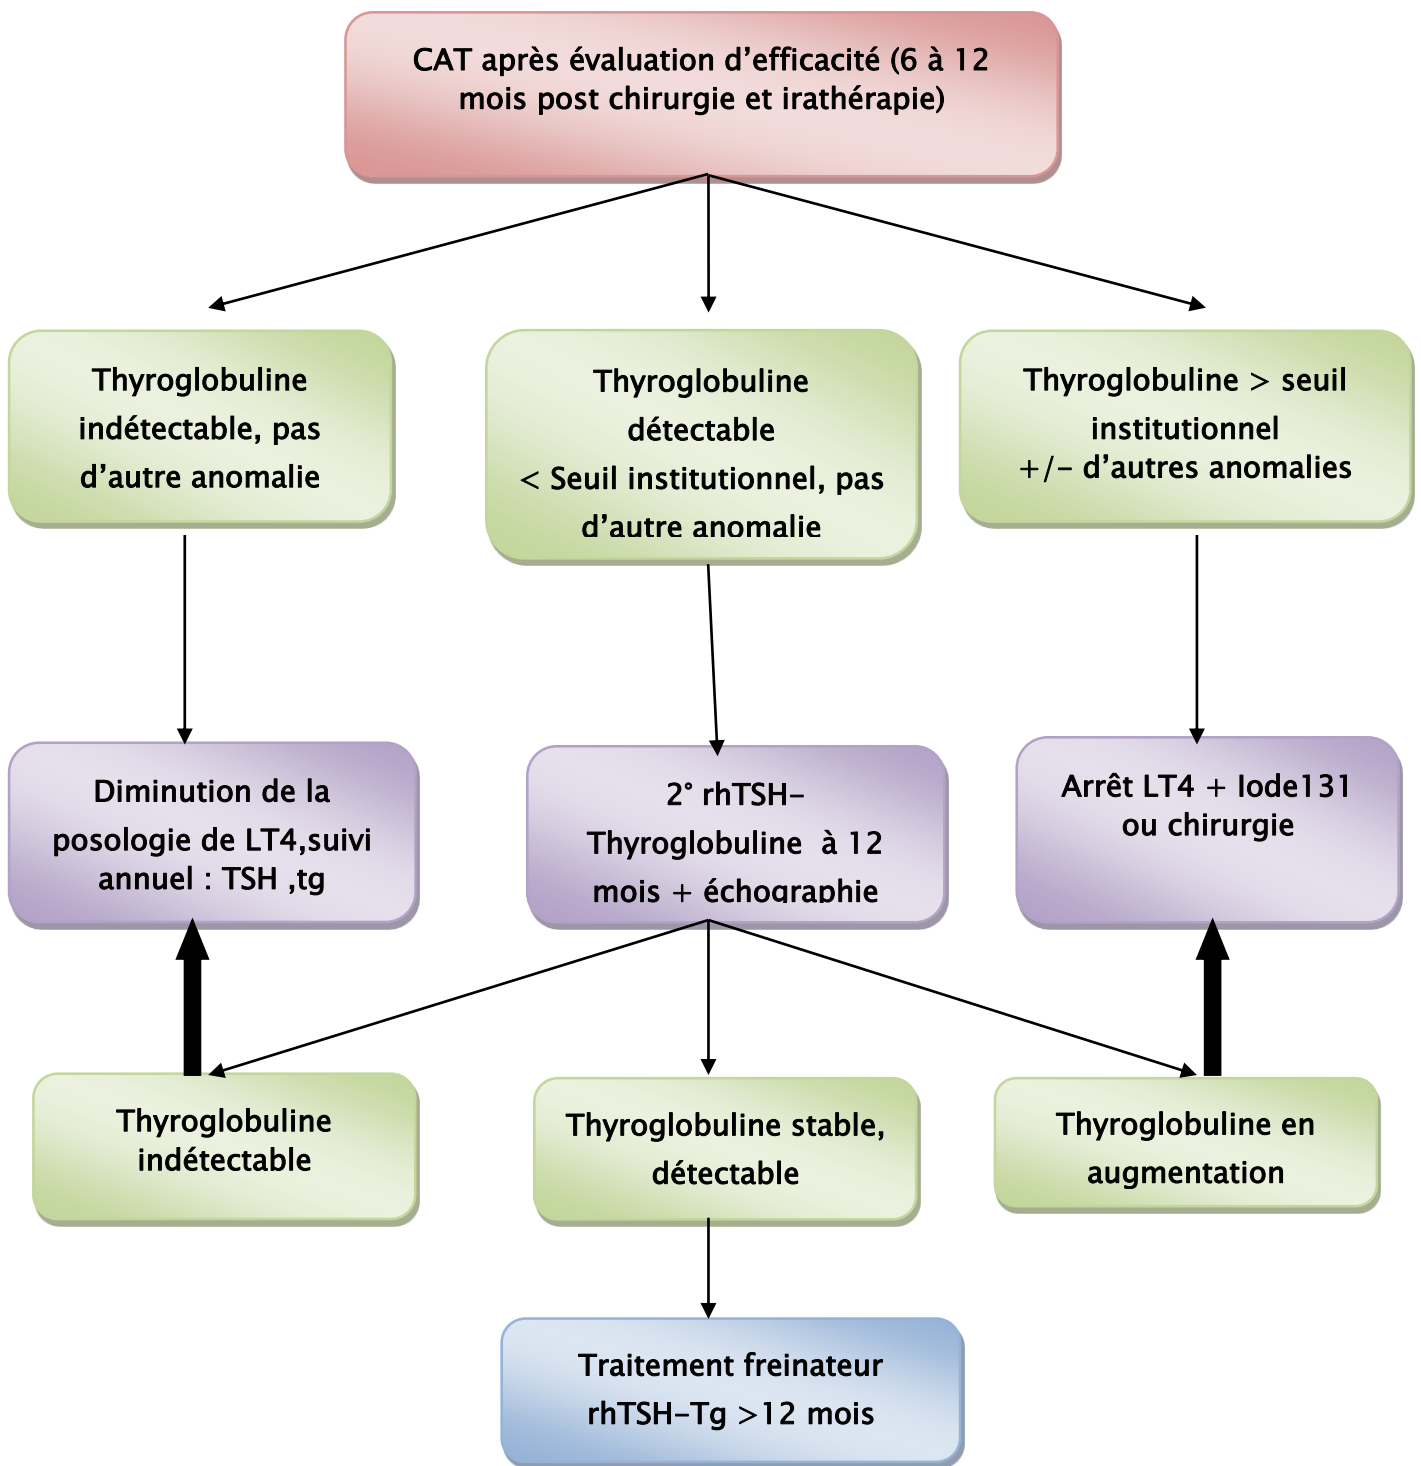 CAT après évaluation d’efficacité (6 à 12
mois post chirurgie et irathérapie)
Thyroglobuline
indétectable, pas
d’autre anomalie
Thyroglobuline
détectable
< Seuil institutionnel, pas
d’autre anomalie
Thyroglobuline > seuil
institutionnel
+/- d’autres anomalies
Diminution de la
posologie de LT4,suivi
annuel : TSH ,tg
2° rhTSH-
Thyroglobuline à 12
mois + échographie
Arrêt LT4 + Iode131
ou chirurgie
Thyroglobuline
indétectable
Thyroglobuline stable,
détectable
Thyroglobuline en
augmentation
Traitement freinateur
rhTSH-Tg >12 mois